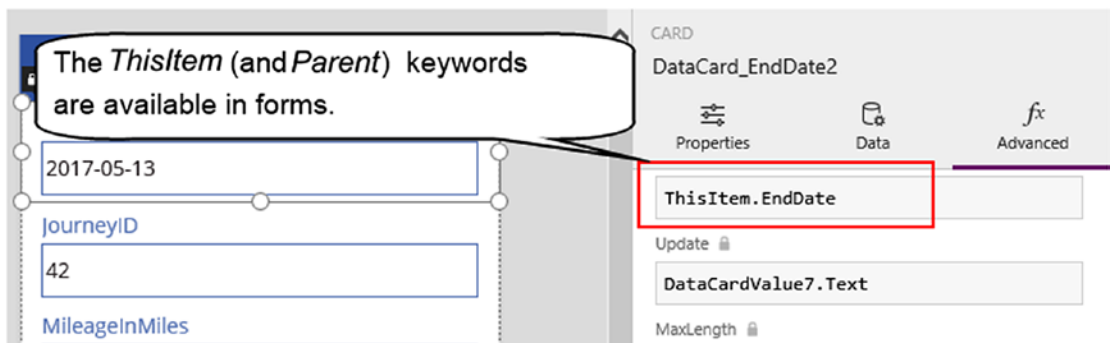 The ThisItem (and Parent) keywords
are available in forms.
2017-05-13
JourneyID
42
MileageInMiles
CARD
DataCard_EndDate2
Properties
Data
fx
Advanced
ThisItem.EndDate
Update
DataCardValue7.Text
MaxLength